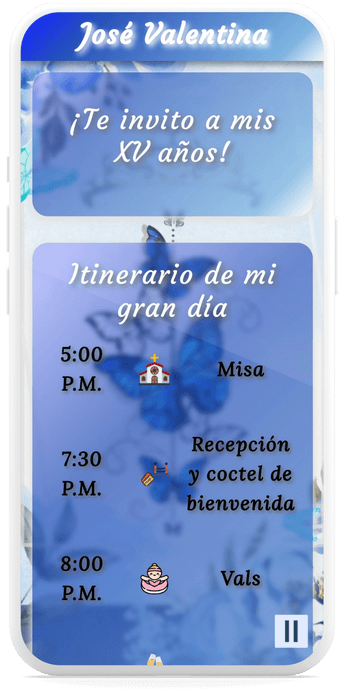 José Valentina
¡Te invito a mis
XV años!
Itinerario de mi
gran día
5:00
P.M.
Misa
7:30
P.M.
Recepción
y coctel de
bienvenida
8:00
P.M.
Vals